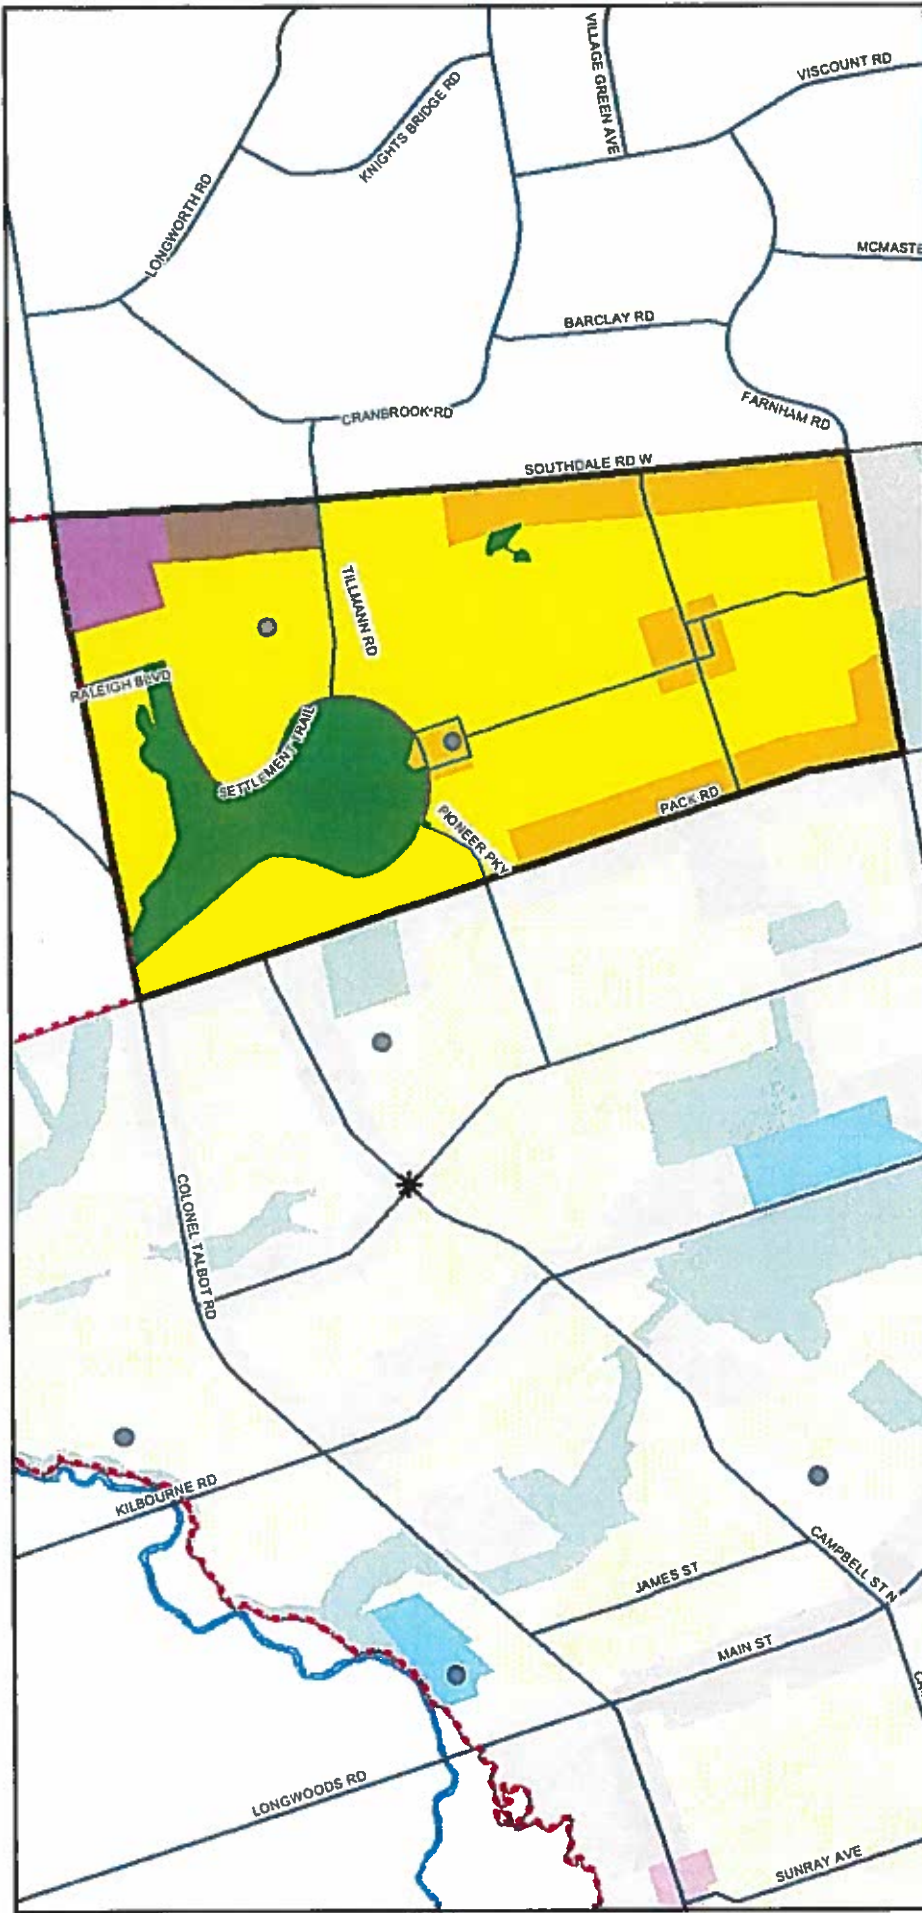 VILLAGE GREEN AVE
VISCOUNT RD
KNIGHTS BRIDGE RD
LONGWORTH RD
MCMASTE
BARCLAY RD
CRANBROOK RD
FARNHAM RD
SOUTHDALE RD W
TILLMANN RD
RALEIGH BLVD
SETTLEMENT TRAIL
PACK RD
PIONEER PKY
COLONEL TALBOT RD
KILBOURNE RD
CAMPBELL ST N
JAMES ST
MAIN ST
LONGWOODS RD
SUNRAY AVE